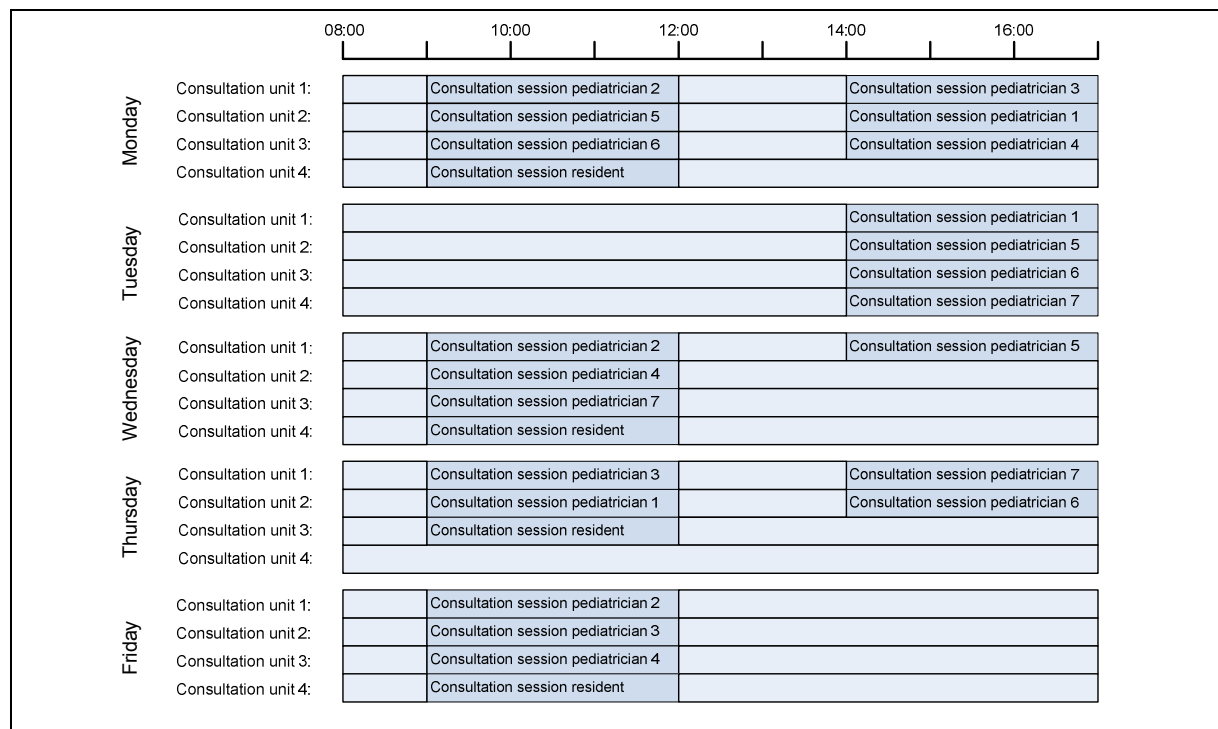 08:00 10:00 12:00 14:00 16:00
Monday
Consultation unit 1: Consultation session pediatrician 2 Consultation session pediatrician 3
Consultation unit 2: Consultation session pediatrician 5 Consultation session pediatrician 1
Consultation unit 3: Consultation session pediatrician 6 Consultation session pediatrician 4
Consultation unit 4: Consultation session resident
Tuesday
Consultation unit 1: Consultation session pediatrician 1
Consultation unit 2: Consultation session pediatrician 5
Consultation unit 3: Consultation session pediatrician 6
Consultation unit 4: Consultation session pediatrician 7
Wednesday
Consultation unit 1: Consultation session pediatrician 2 Consultation session pediatrician 5
Consultation unit 2: Consultation session pediatrician 4
Consultation unit 3: Consultation session pediatrician 7
Consultation unit 4: Consultation session resident
Thursday
Consultation unit 1: Consultation session pediatrician 3 Consultation session pediatrician 7
Consultation unit 2: Consultation session pediatrician 1 Consultation session pediatrician 6
Consultation unit 3: Consultation session resident
Consultation unit 4:
Friday
Consultation unit 1: Consultation session pediatrician 2
Consultation unit 2: Consultation session pediatrician 3
Consultation unit 3: Consultation session pediatrician 4
Consultation unit 4: Consultation session resident